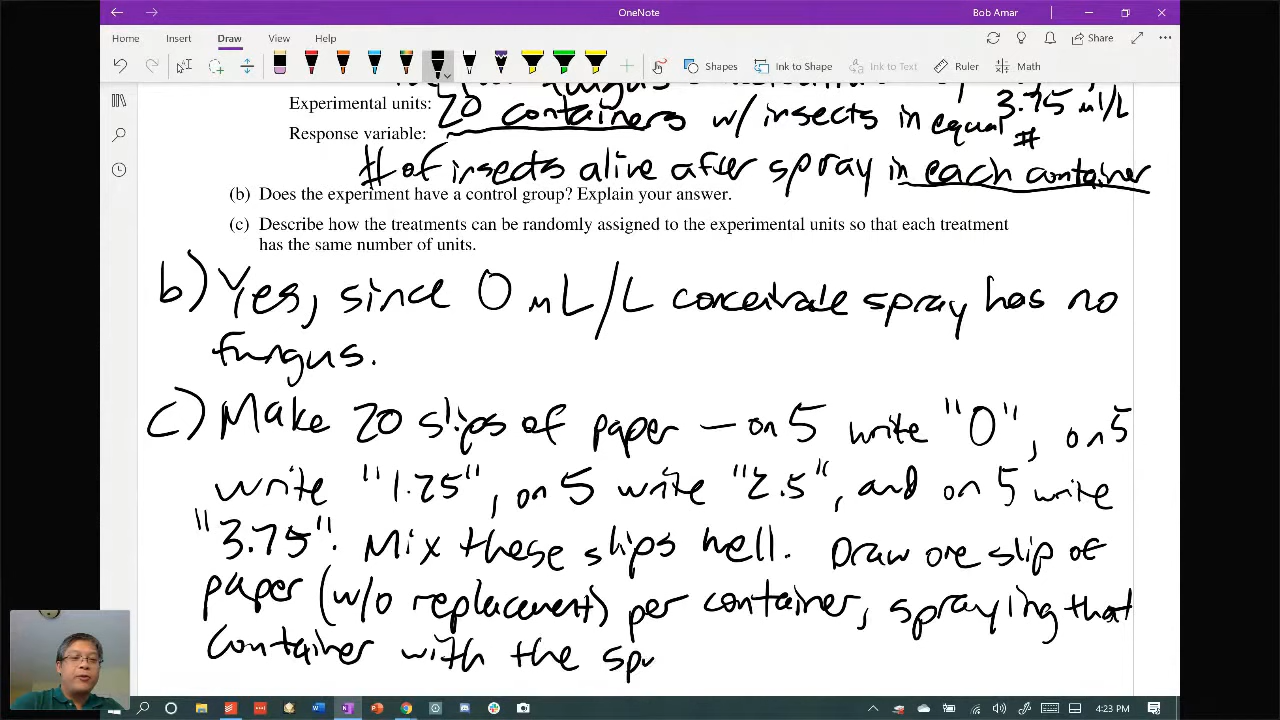 OneNote
Bob Amar
Home Insert Draw View Help
Share
Shapes Ink to Shape Ink to Text Ruler Math
Experimental units: 20 containers w/ insects in equal #
3.75 mL/L
Response variable:
# of insects alive after spray in each container
(b) Does the experiment have a control group? Explain your answer.
(c) Describe how the treatments can be randomly assigned to the experimental units so that each treatment
has the same number of units.
b) Yes, since 0 mL/L concentrate spray has no
fungus.
c) Make 20 slips of paper — on 5 write "0", on 5
write "1.25", on 5 write "2.5", and on 5 write
"3.75". Mix these slips well. Draw one slip of
paper (w/o replacement) per container, spraying that
container with the spr
4:23 PM